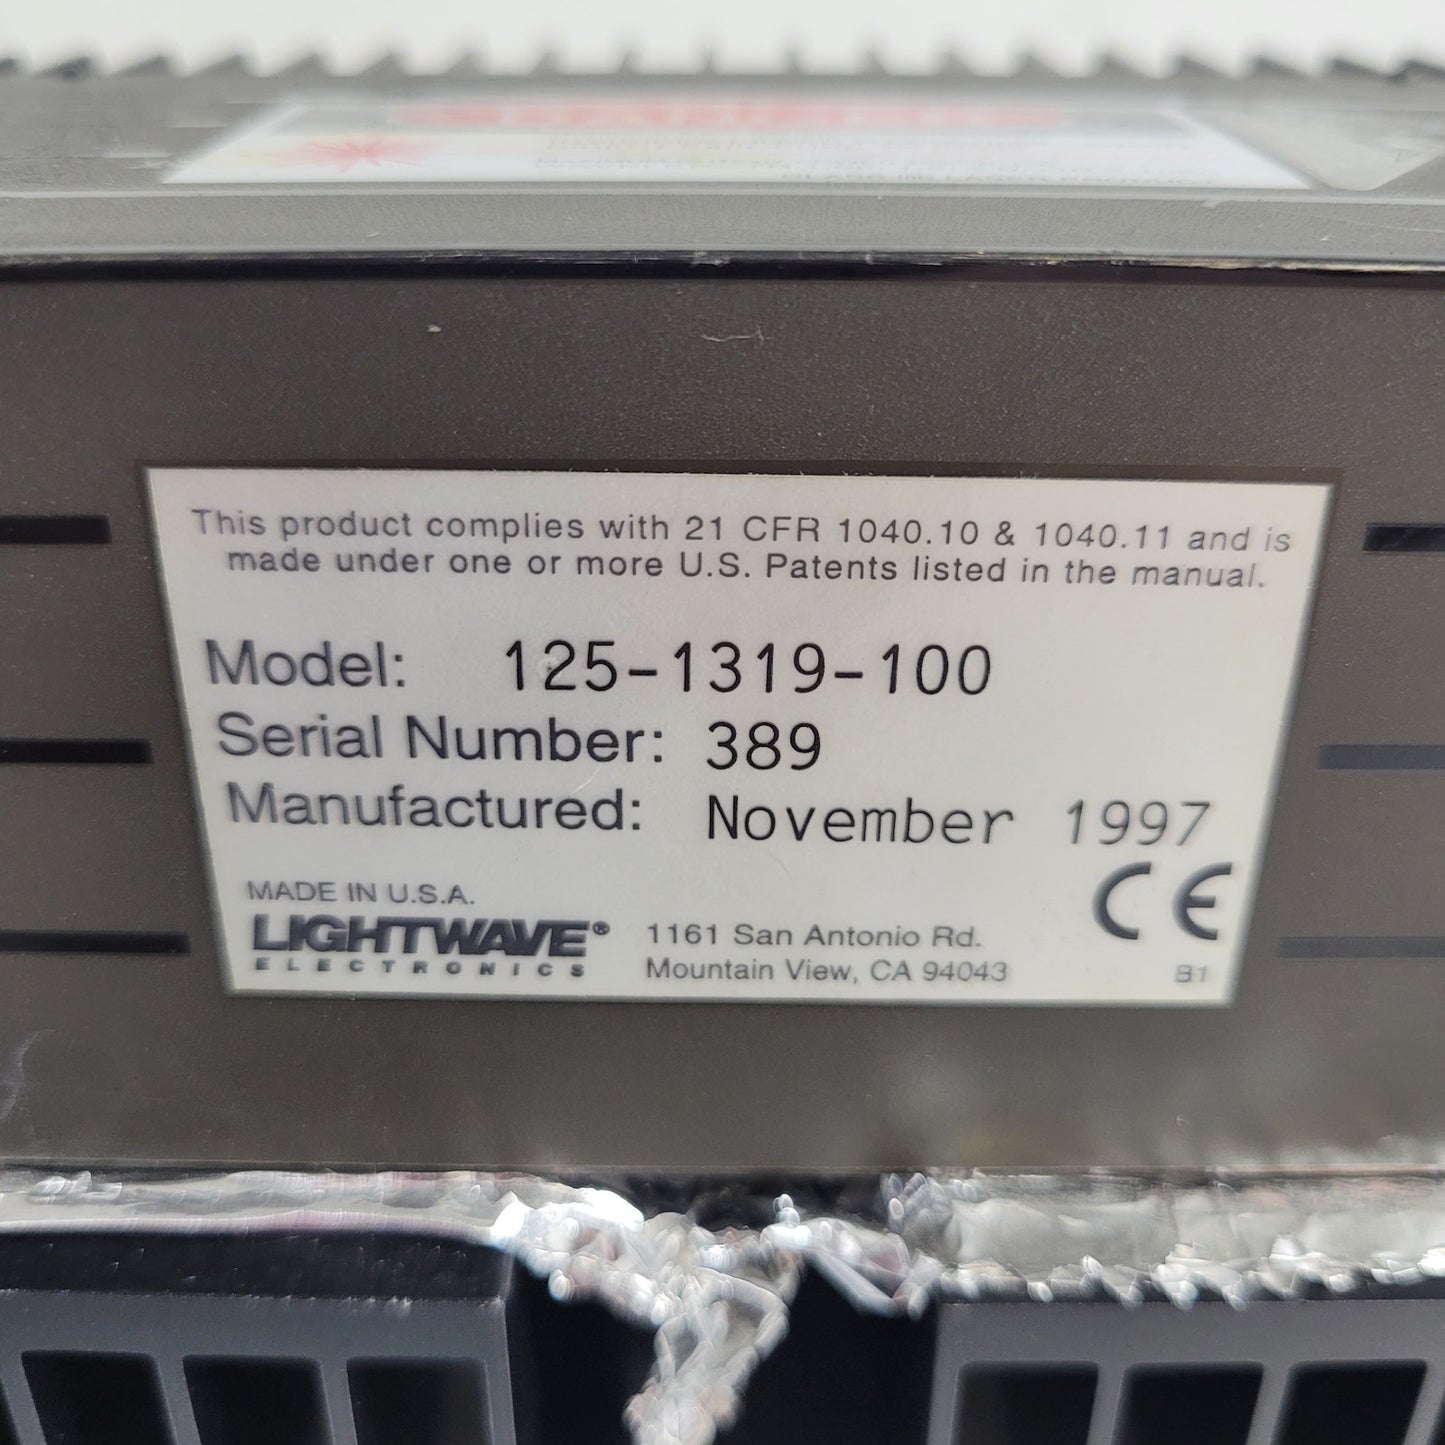 This product complies with 21 CFR 1040.10 & 1040.11 and is
made under one or more U.S. Patents listed in the manual.
Model: 125-1319-100
Serial Number: 389
Manufactured: November 1997
MADE IN U.S.A.
LIGHTWAVE®
ELECTRONICS
1161 San Antonio Rd.
Mountain View, CA 94043
CE
B1